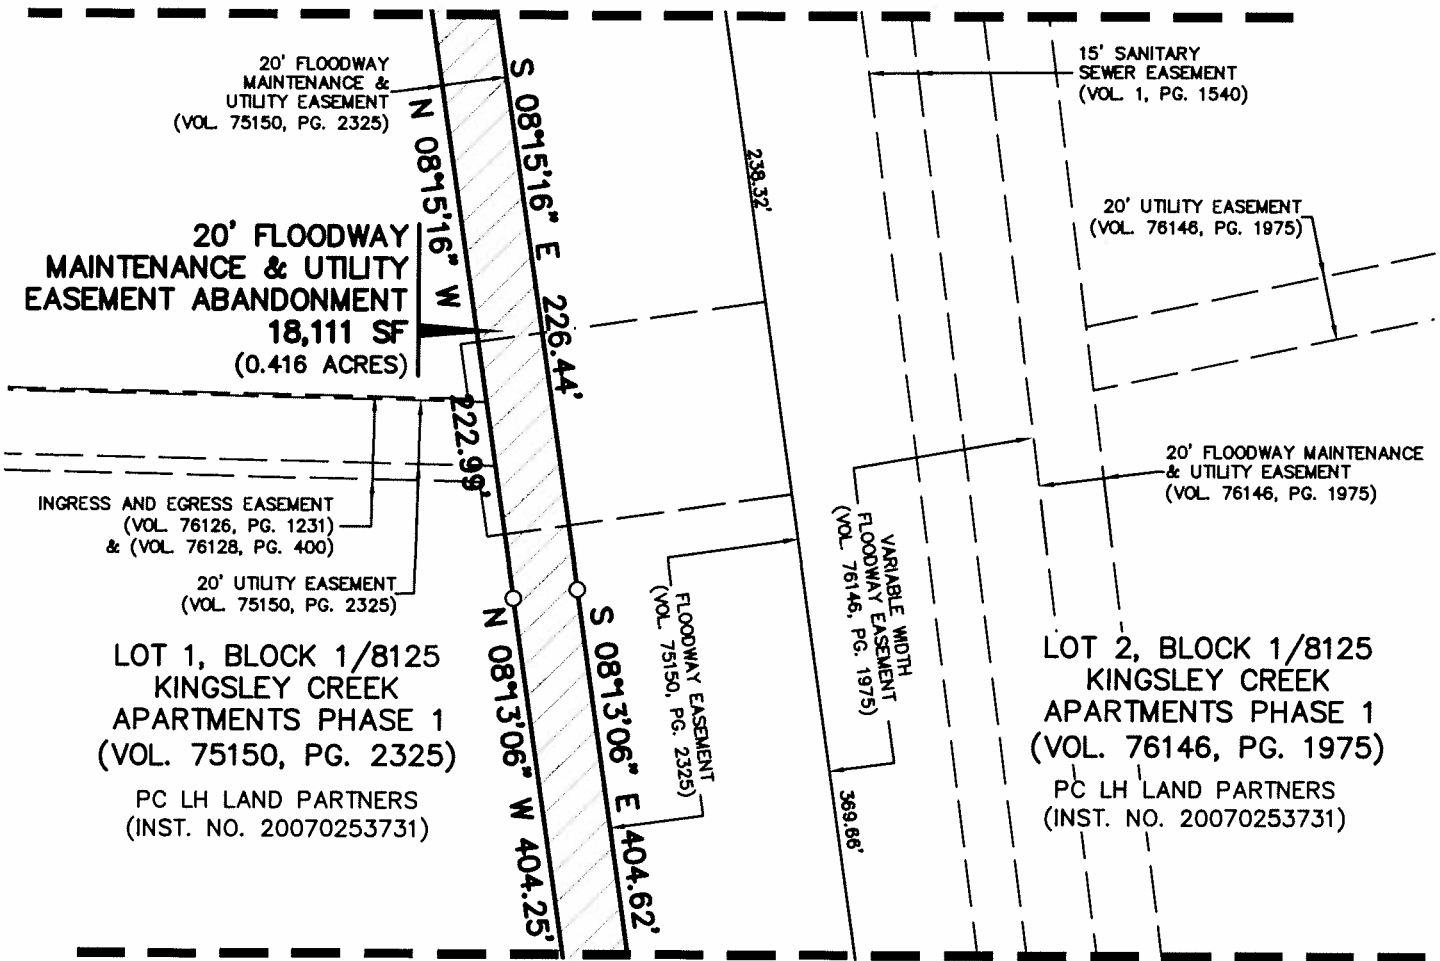 20' FLOODWAY
MAINTENANCE &
UTILITY EASEMENT
(VOL. 75150, PG. 2325)
N 08°15'16" W
222.99'
S 08°15'16" E 226.44'
20' FLOODWAY
MAINTENANCE & UTILITY
EASEMENT ABANDONMENT
18,111 SF
(0.416 ACRES)
238.32'
15' SANITARY
SEWER EASEMENT
(VOL. 1, PG. 1540)
20' UTILITY EASEMENT
(VOL. 76146, PG. 1975)
20' FLOODWAY MAINTENANCE
& UTILITY EASEMENT
(VOL. 76146, PG. 1975)
INGRESS AND EGRESS EASEMENT
(VOL. 76126, PG. 1231)
& (VOL. 76128, PG. 400)
20' UTILITY EASEMENT
(VOL. 75150, PG. 2325)
LOT 1, BLOCK 1/8125
KINGSLEY CREEK
APARTMENTS PHASE 1
(VOL. 75150, PG. 2325)
PC LH LAND PARTNERS
(INST. NO. 20070253731)
N 08°13'06" W 404.25'
S 08°13'06" E 404.62'
FLOODWAY EASEMENT
(VOL. 75150, PG. 2325)
VARIABLE WIDTH
FLOODWAY EASEMENT
(VOL. 76146, PG. 1975)
369.66'
LOT 2, BLOCK 1/8125
KINGSLEY CREEK
APARTMENTS PHASE 1
(VOL. 76146, PG. 1975)
PC LH LAND PARTNERS
(INST. NO. 20070253731)